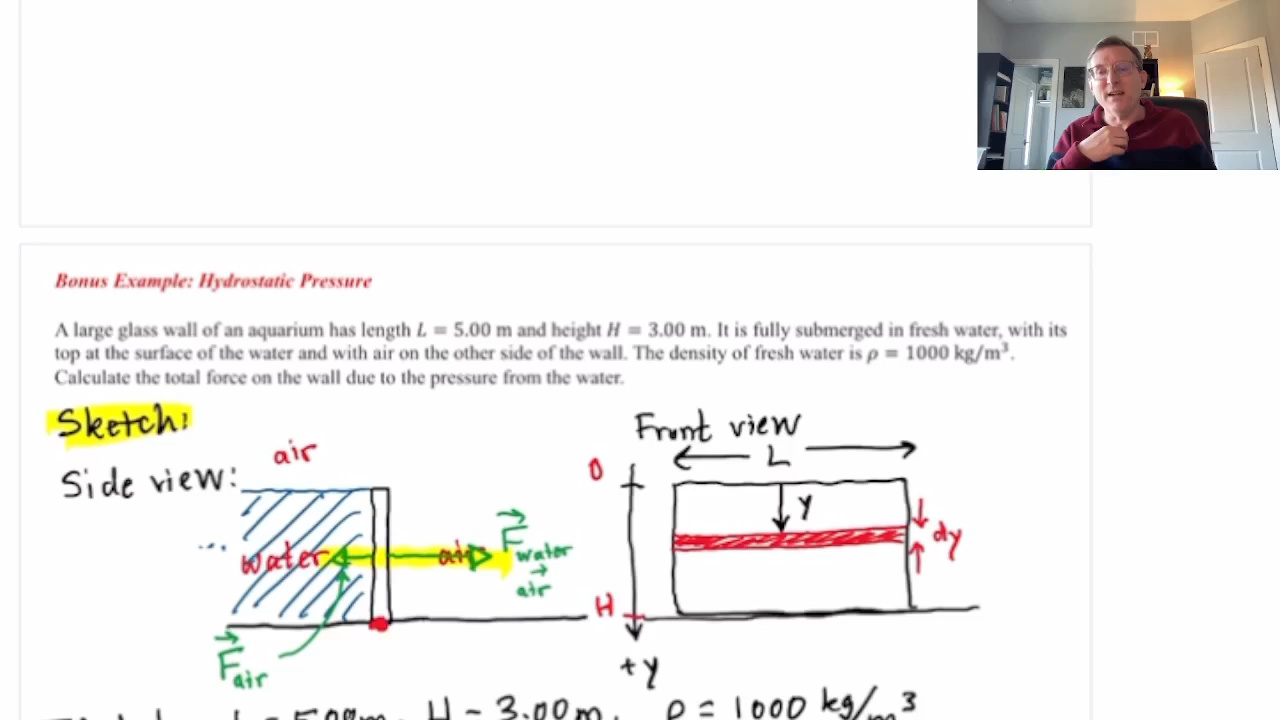 Bonus Example: Hydrostatic Pressure
A large glass wall of an aquarium has length L = 5.00 m and height H = 3.00 m. It is fully submerged in fresh water, with its
top at the surface of the water and with air on the other side of the wall. The density of fresh water is ρ = 1000 kg/m³.
Calculate the total force on the wall due to the pressure from the water.
Sketch:
Front view
air
L
Side view:
0
y
water
air
F water
air
dy
...
H
F air
+y
H = 3.00m, ρ = 1000 kg/m³